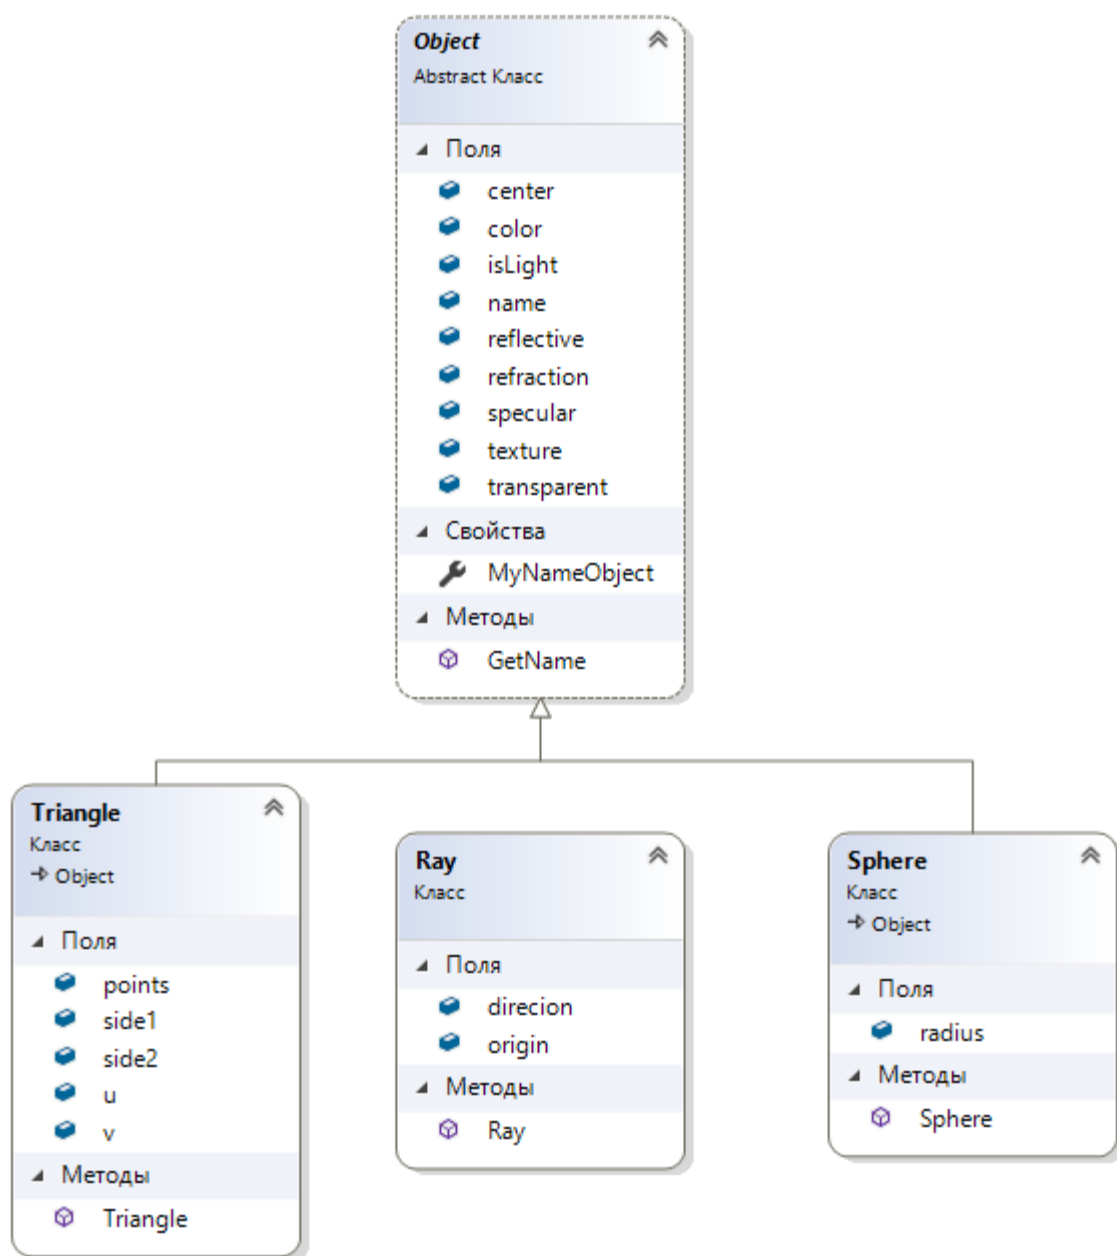 Object
Abstract Класс
Поля
center
color
isLight
name
reflective
refraction
specular
texture
transparent
Свойства
MyNameObject
Методы
GetName
Triangle
Класс
Object
Поля
points
side1
side2
u
v
Методы
Triangle
Ray
Класс
Поля
direcion
origin
Методы
Ray
Sphere
Класс
Object
Поля
radius
Методы
Sphere